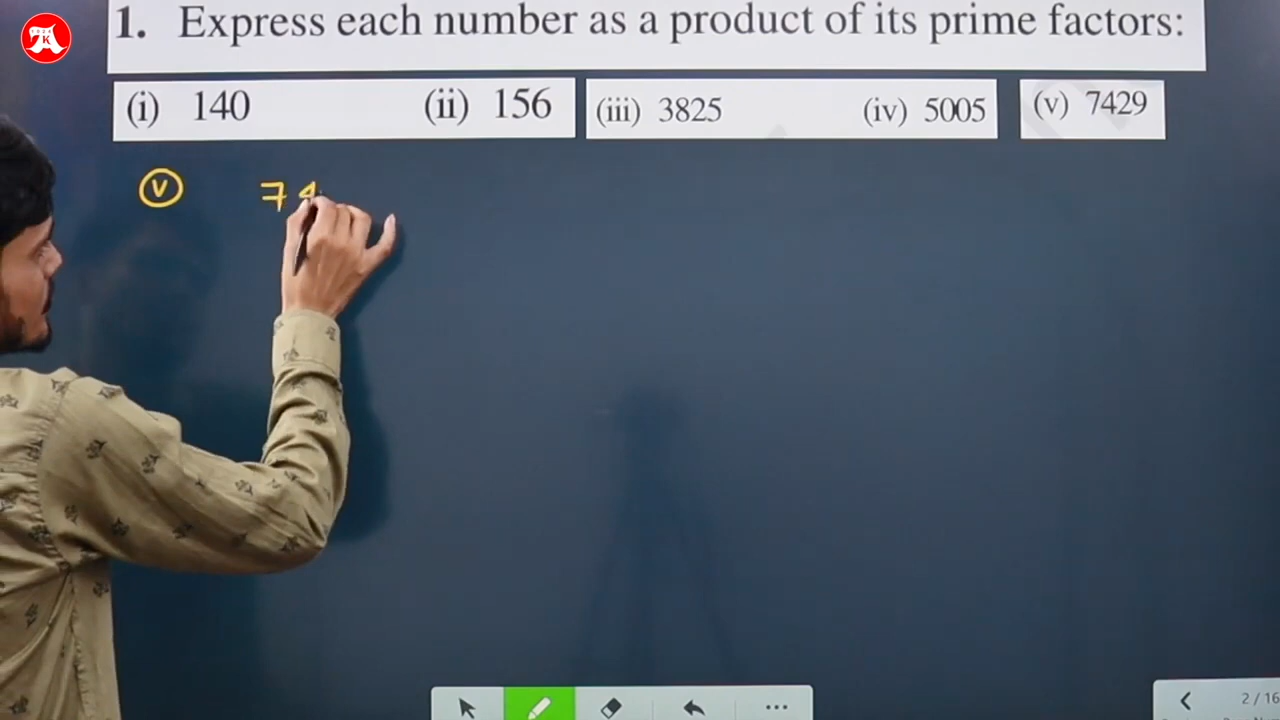 1. Express each number as a product of its prime factors:
(i) 140 (ii) 156 (iii) 3825 (iv) 5005 (v) 7429
V 74
2 / 16